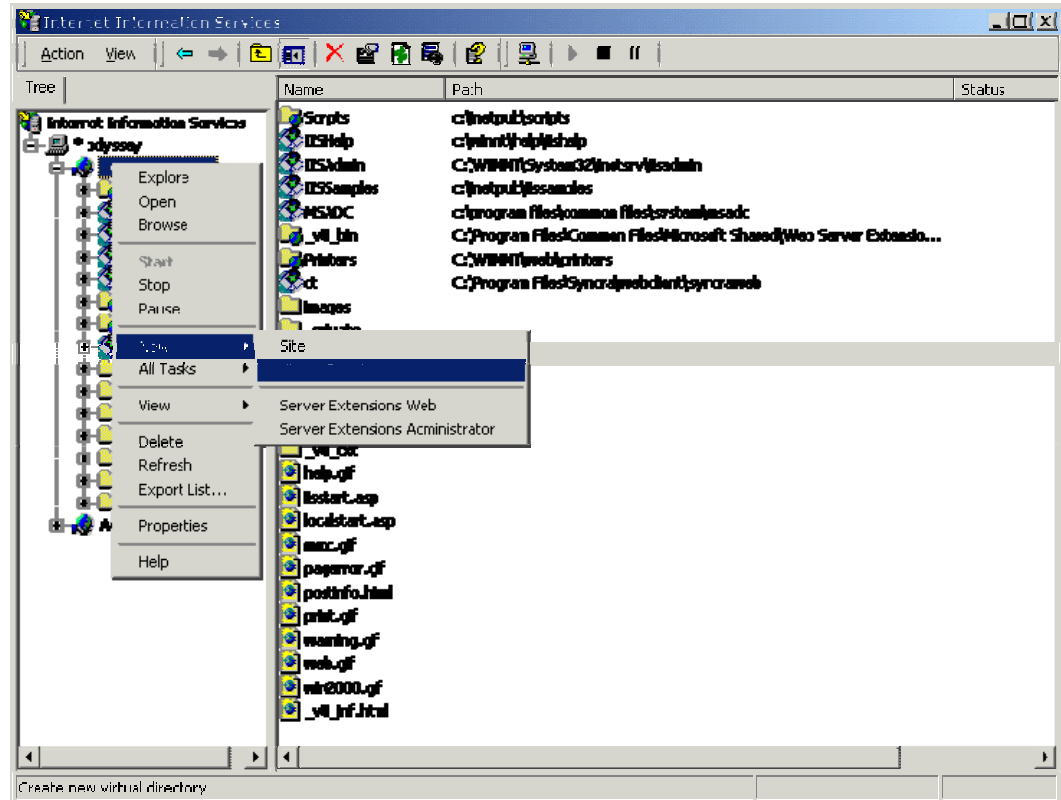 Internet Information Services
Action View
Tree
Name Path Status
Internet Information Services
* odyssey
Explore
Open
Browse
Start
Stop
Pause
New
All Tasks
View
Delete
Refresh
Export List...
Properties
Help
Site
Server Extensions Web
Server Extensions Acministrator
Scripts c:\inetpub\scripts
IISHelp c:\winnt\help\iishelp
IISAdmin C:\WINNT\System32\inetsrv\iisadmin
IISSamples c:\inetpub\iissamples
MSADC c:\program files\common files\system\msadc
_vti_bin C:\Program Files\Common Files\Microsoft Shared\Web Server Extensio...
Printers C:\WINNT\web\printers
ct C:\Program Files\Syncra\webclient\syncraweb
images
_private
_vti_txt
help.gif
iisstart.asp
localstart.asp
mmc.gif
pagerror.gif
postinfo.html
print.gif
warning.gif
web.gif
win2000.gif
_vti_inf.html
Create new virtual directory